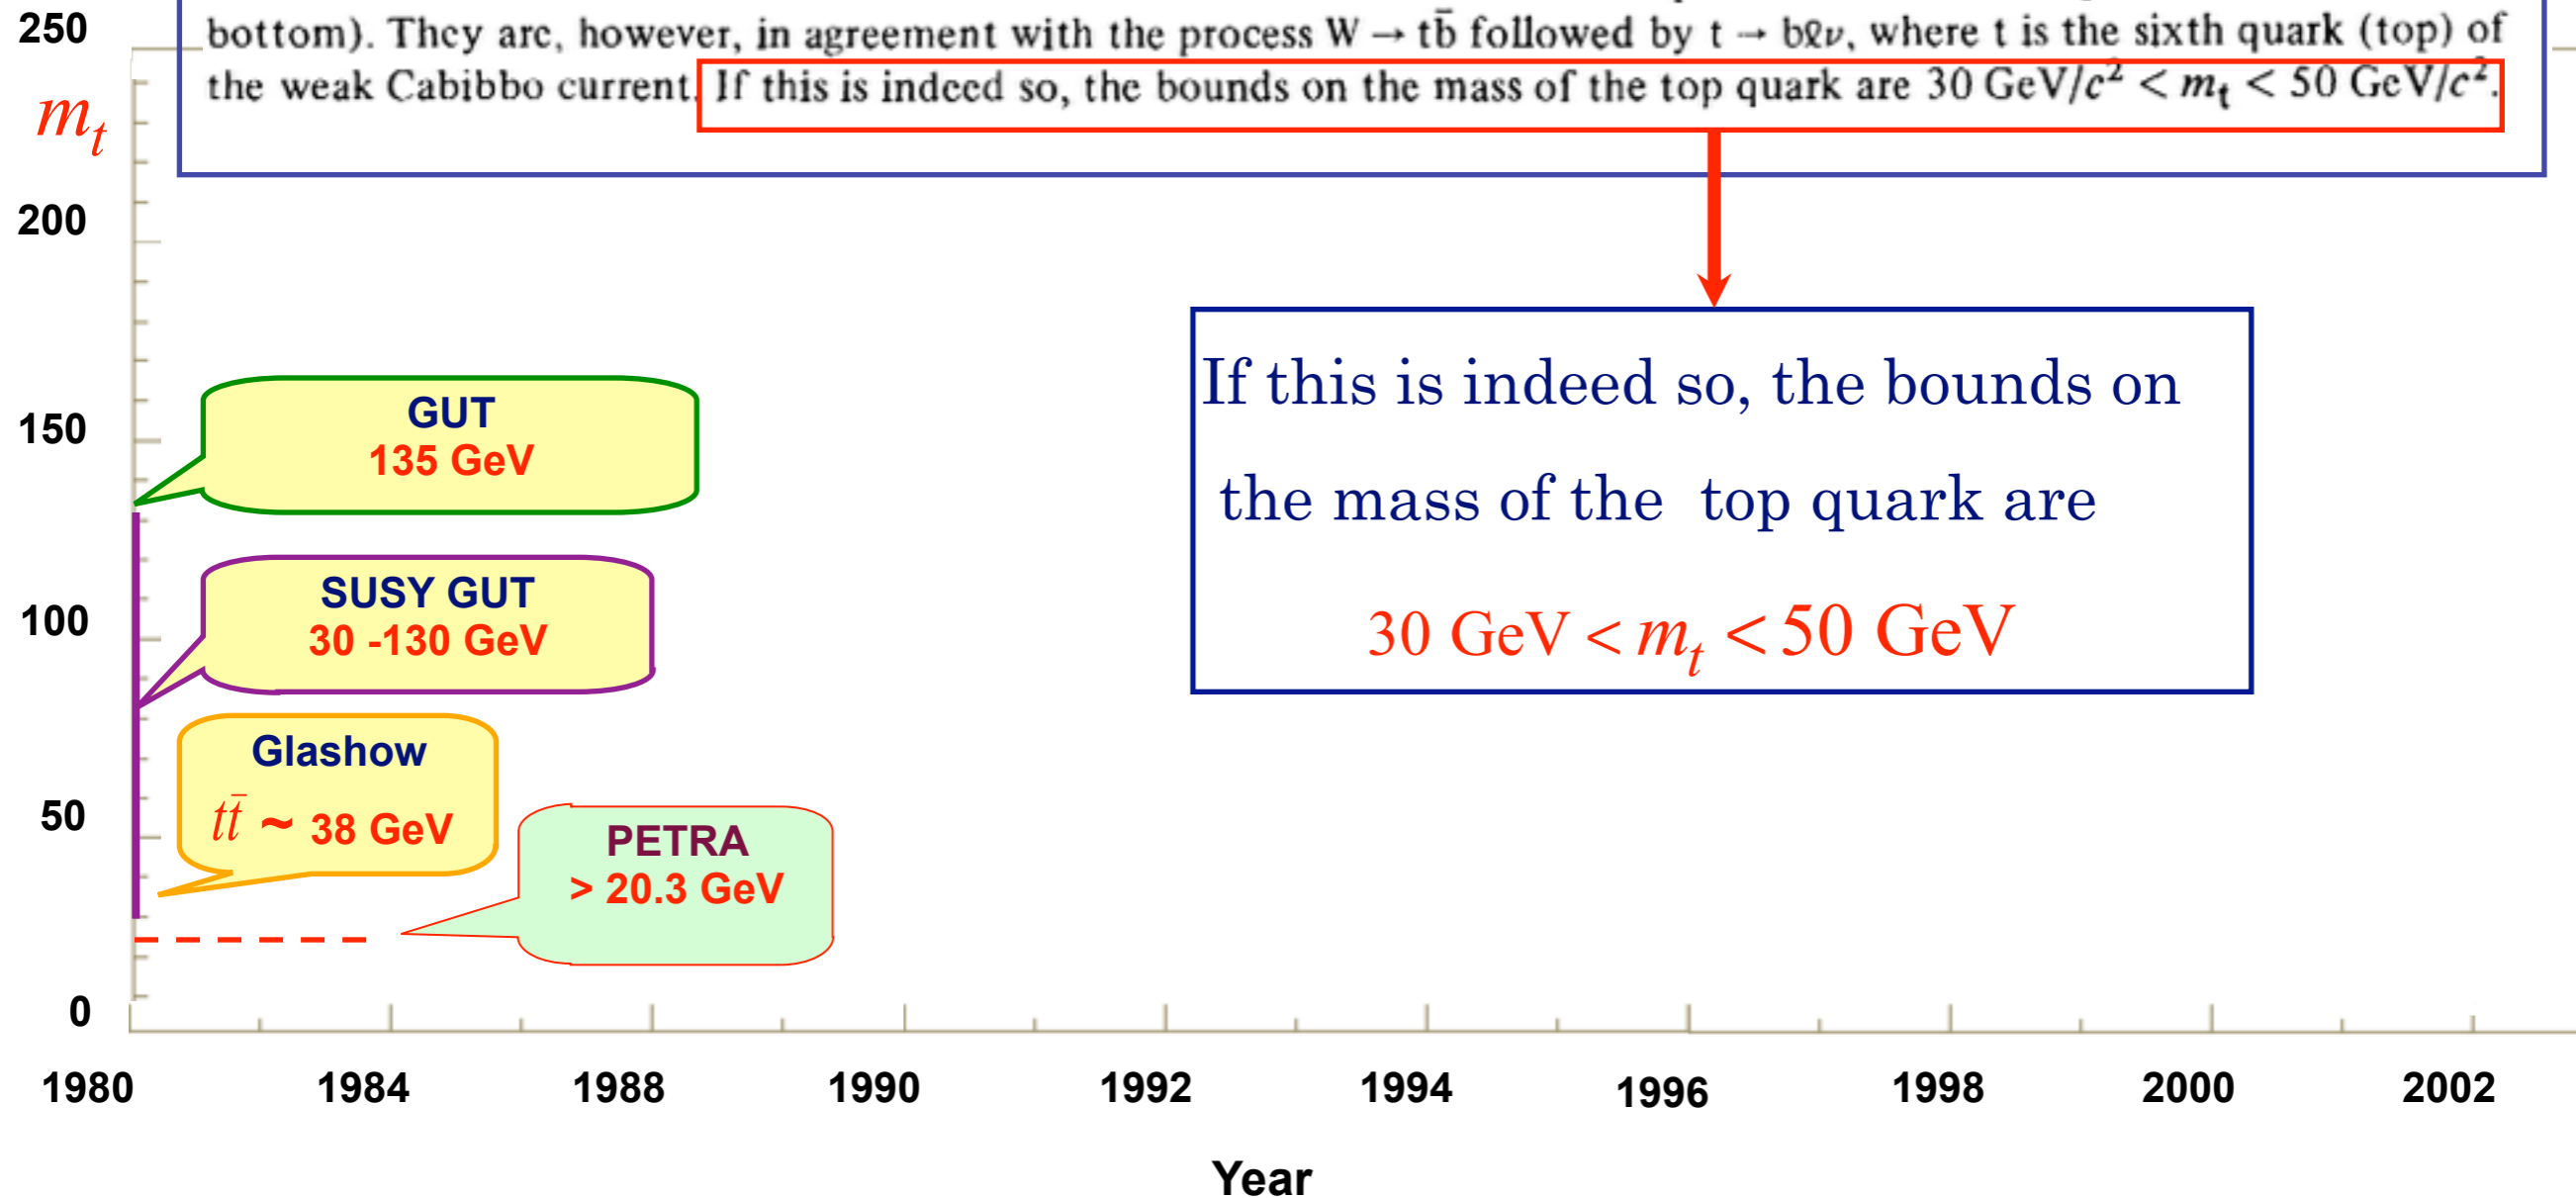 bottom). They are, however, in agreement with the process W → tb̄ followed by t → bℓν, where t is the sixth quark (top) of
the weak Cabibbo current. If this is indeed so, the bounds on the mass of the top quark are 30 GeV/c² < mₜ < 50 GeV/c².
250
mₜ
200
150
100
50
0
GUT
135 GeV
SUSY GUT
30 -130 GeV
Glashow
tt̄ ~ 38 GeV
PETRA
> 20.3 GeV
If this is indeed so, the bounds on
the mass of the top quark are
30 GeV < mₜ < 50 GeV
1980 1984 1988 1990 1992 1994 1996 1998 2000 2002
Year